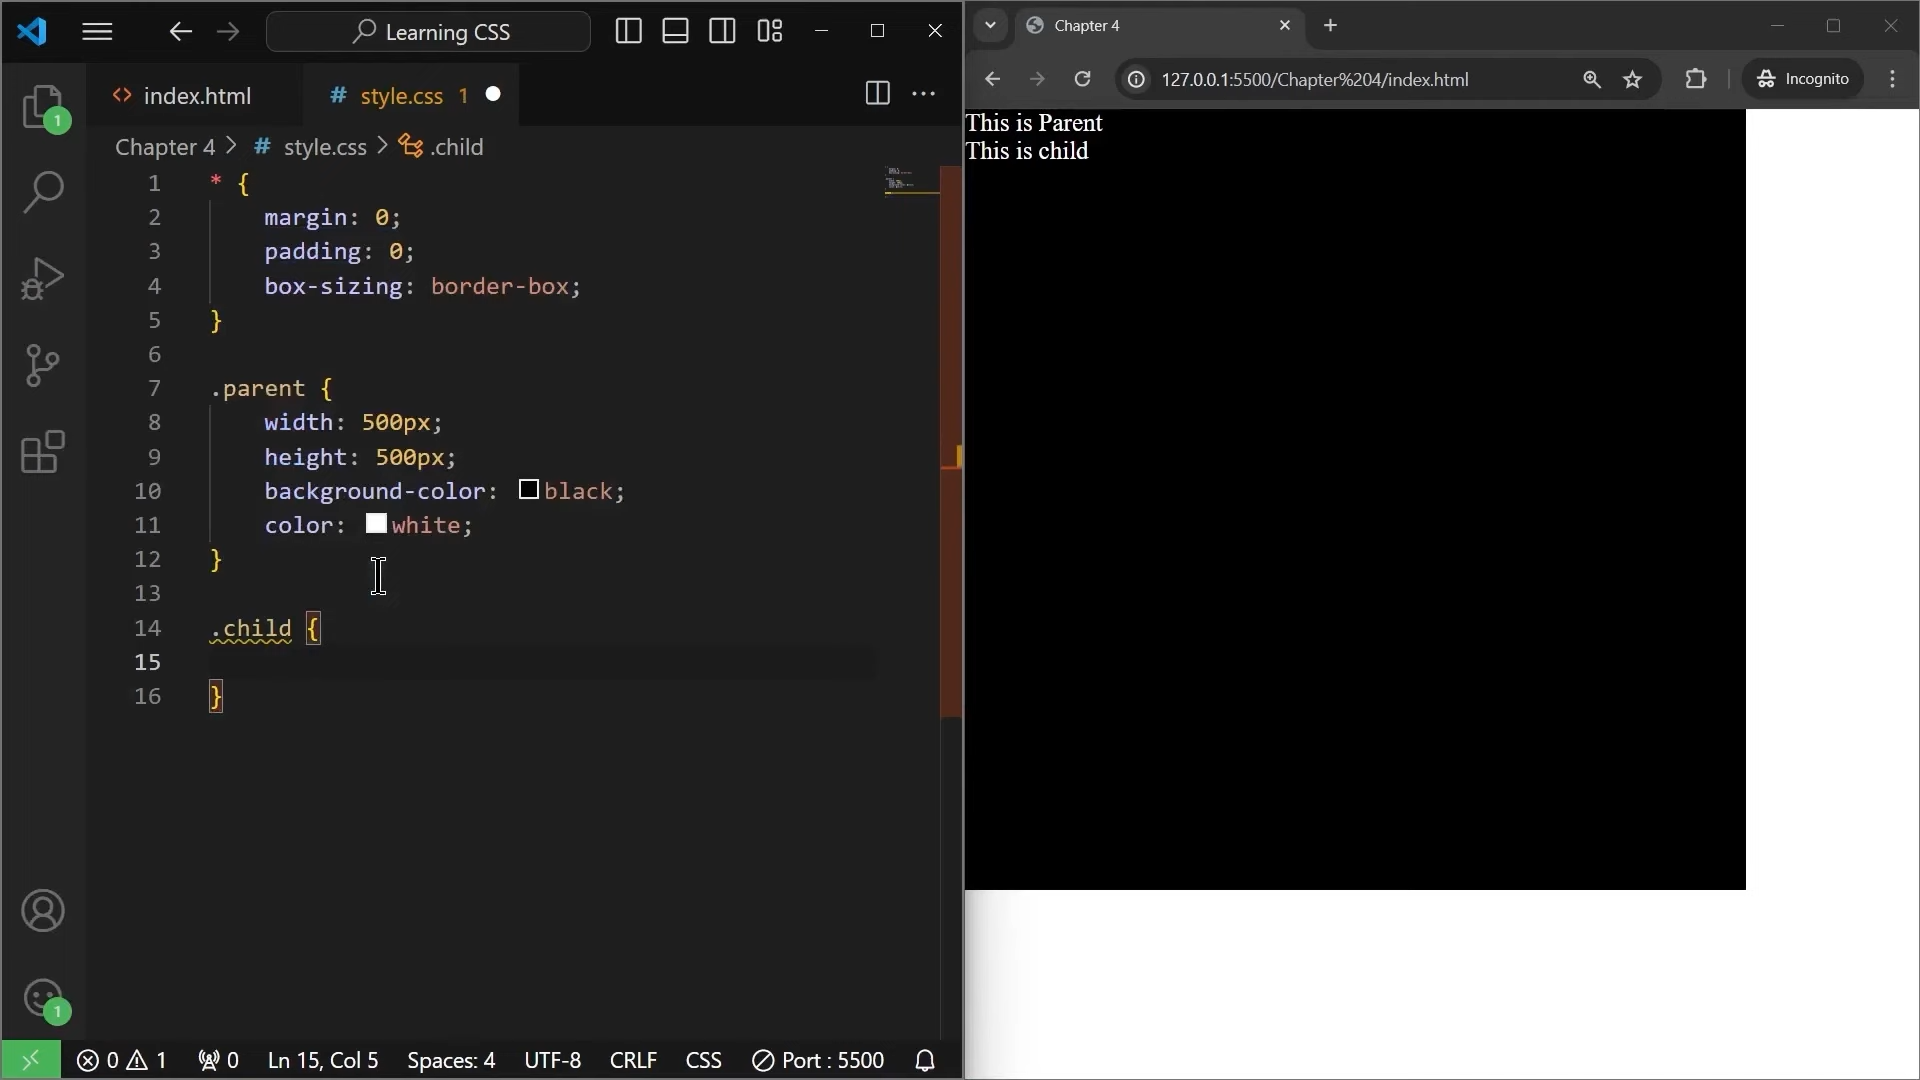 Learning CSS
index.html
# style.css 1
Chapter 4 > # style.css > .child
1 * {
2 margin: 0;
3 padding: 0;
4 box-sizing: border-box;
5 }
6
7 .parent {
8 width: 500px;
9 height: 500px;
10 background-color: black;
11 color: white;
12 }
13
14 .child {
15
16 }
1
1
0 1 0 Ln 15, Col 5 Spaces: 4 UTF-8 CRLF CSS Port : 5500
Chapter 4
127.0.0.1:5500/Chapter%204/index.html
Incognito
This is Parent
This is child